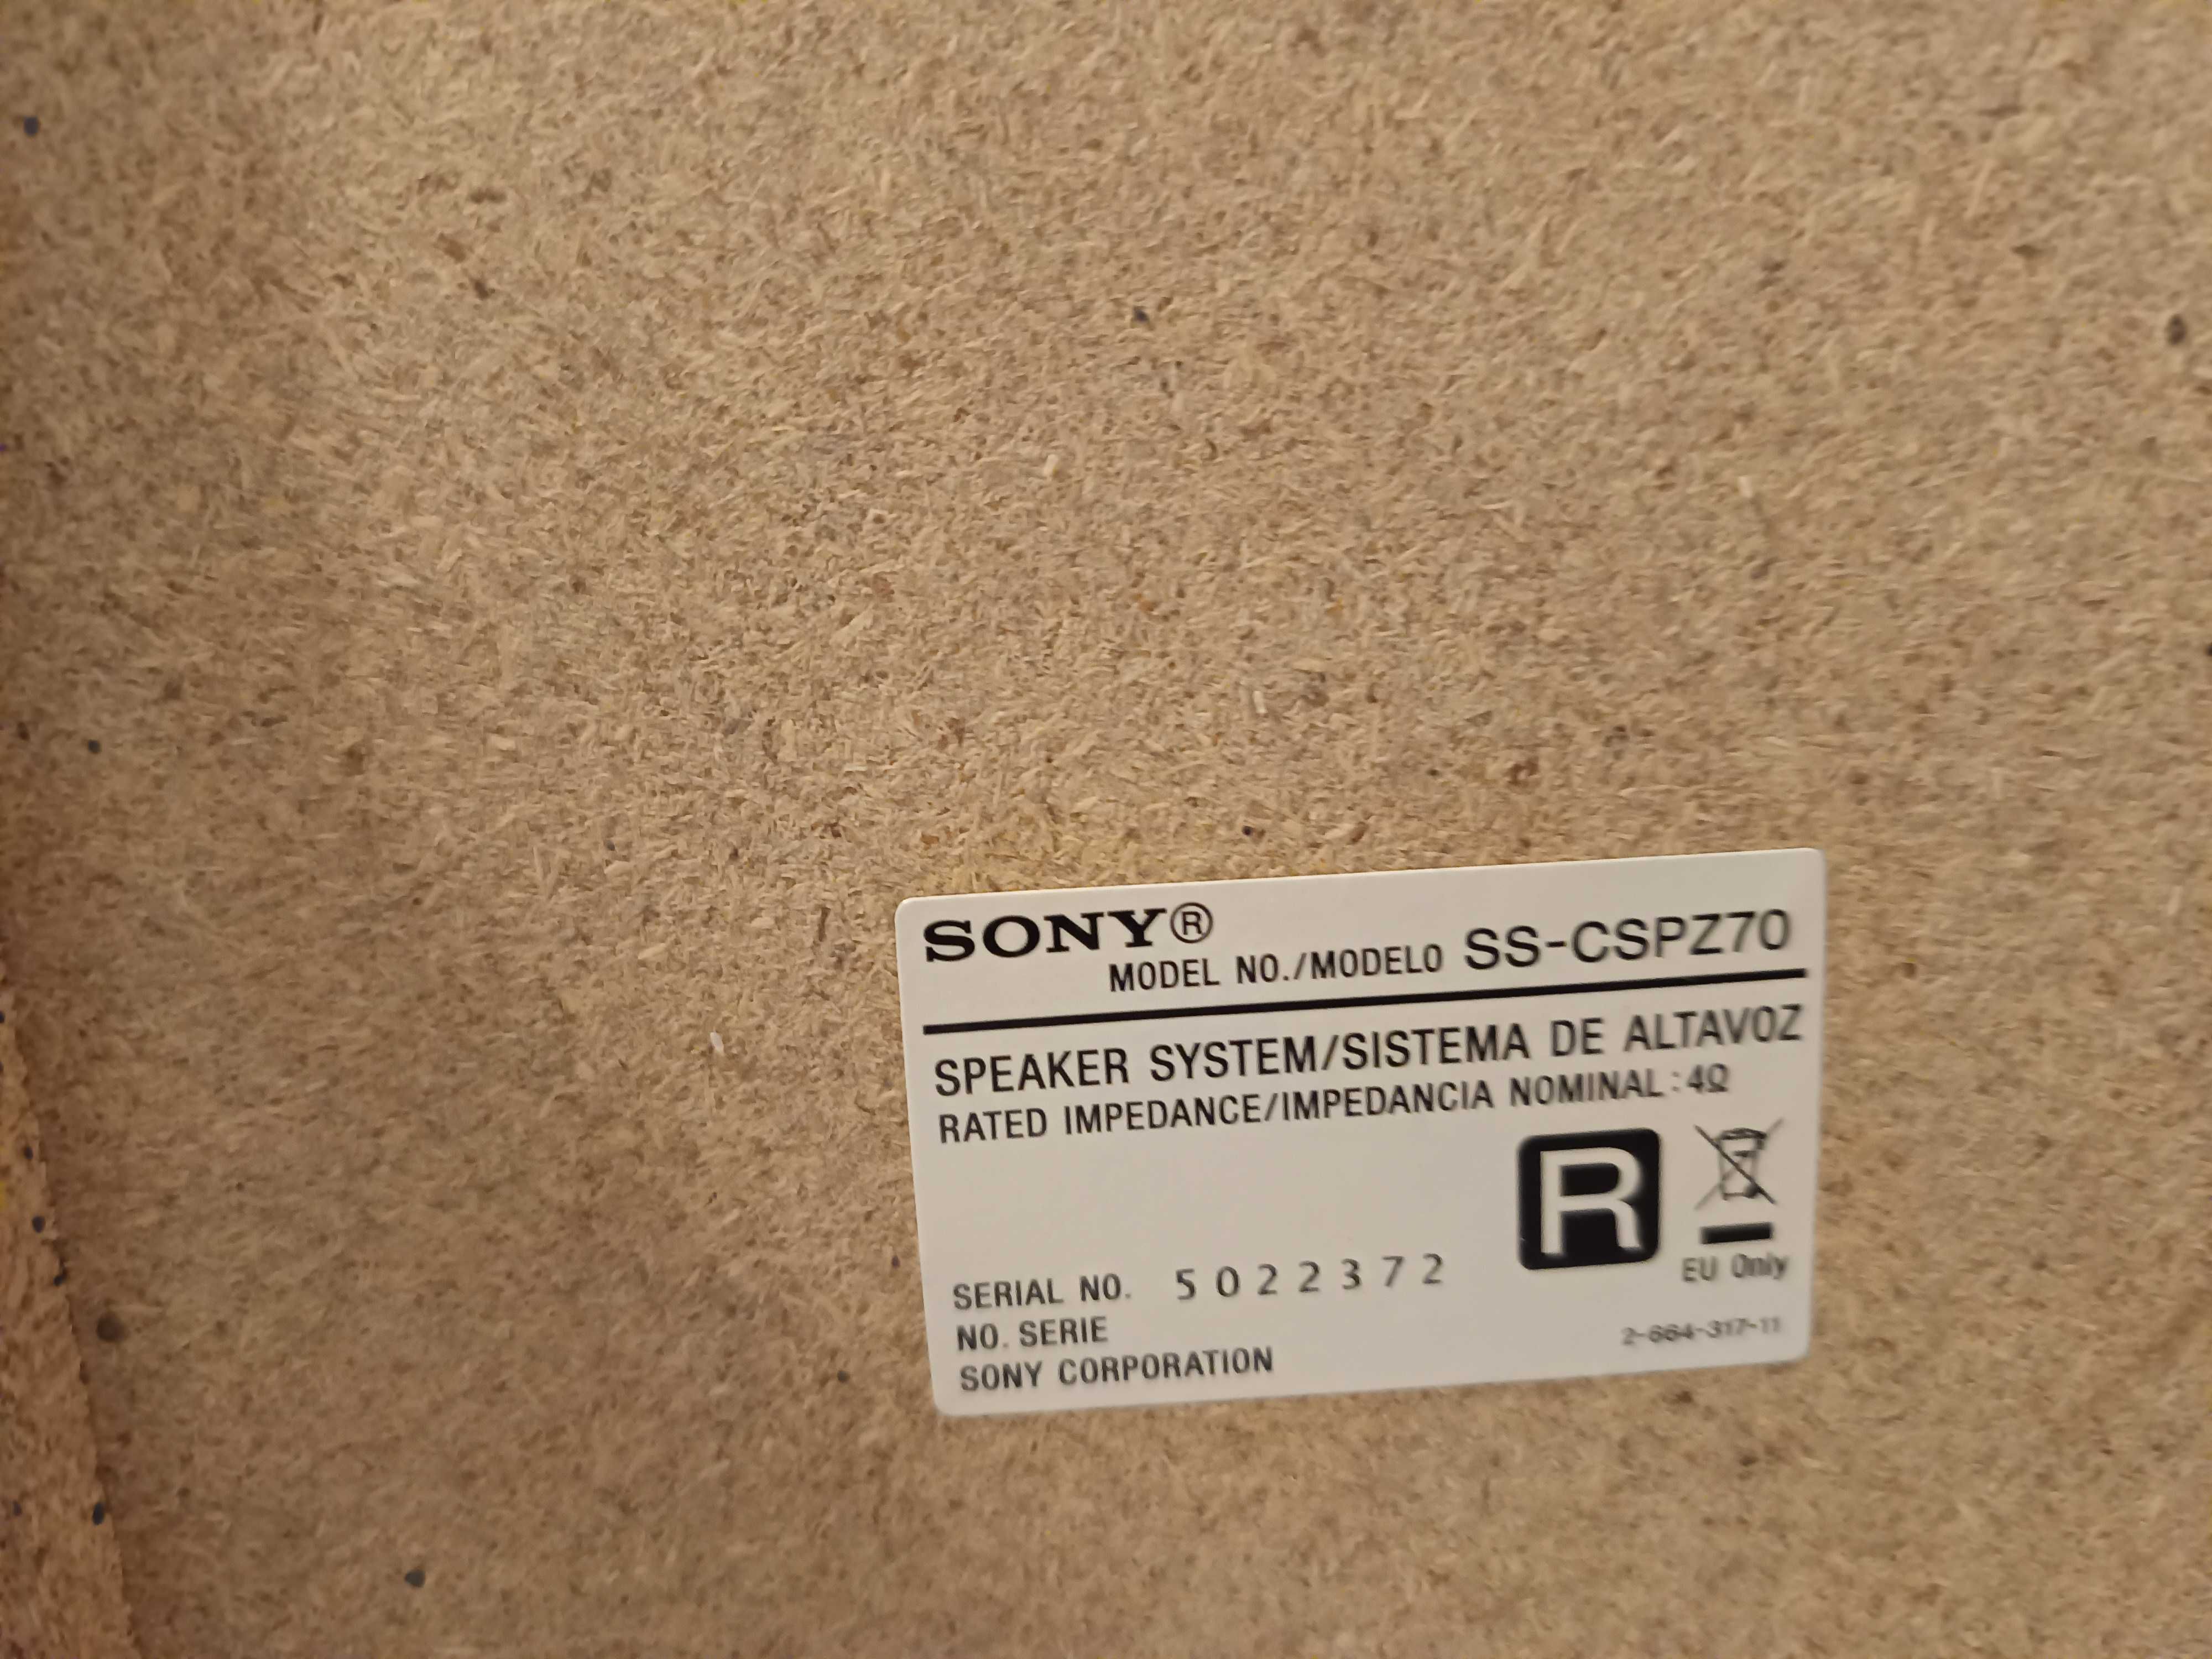 SONY®
MODEL NO./MODELO SS-CSPZ70
SPEAKER SYSTEM/SISTEMA DE ALTAVOZ
RATED IMPEDANCE/IMPEDANCIA NOMINAL:4Ω
R
EU Only
SERIAL NO. 5022372
NO. SERIE
SONY CORPORATION
2-664-317-11